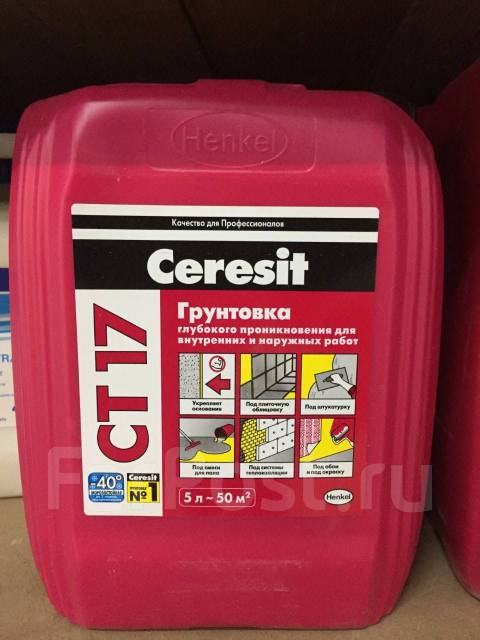 Henkel
Качество для Профессионалов
Ceresit
CT 17
Грунтовка
глубокого проникновения для
внутренних и наружных работ
Укрепляет
основание
Под плиточную
облицовку
Под штукатурку
Под смеси
для пола
Под системы
теплоизоляции
Под обои
и под окраску
-40°
Ceresit
№1
5 л ~ 50 м²
Henkel